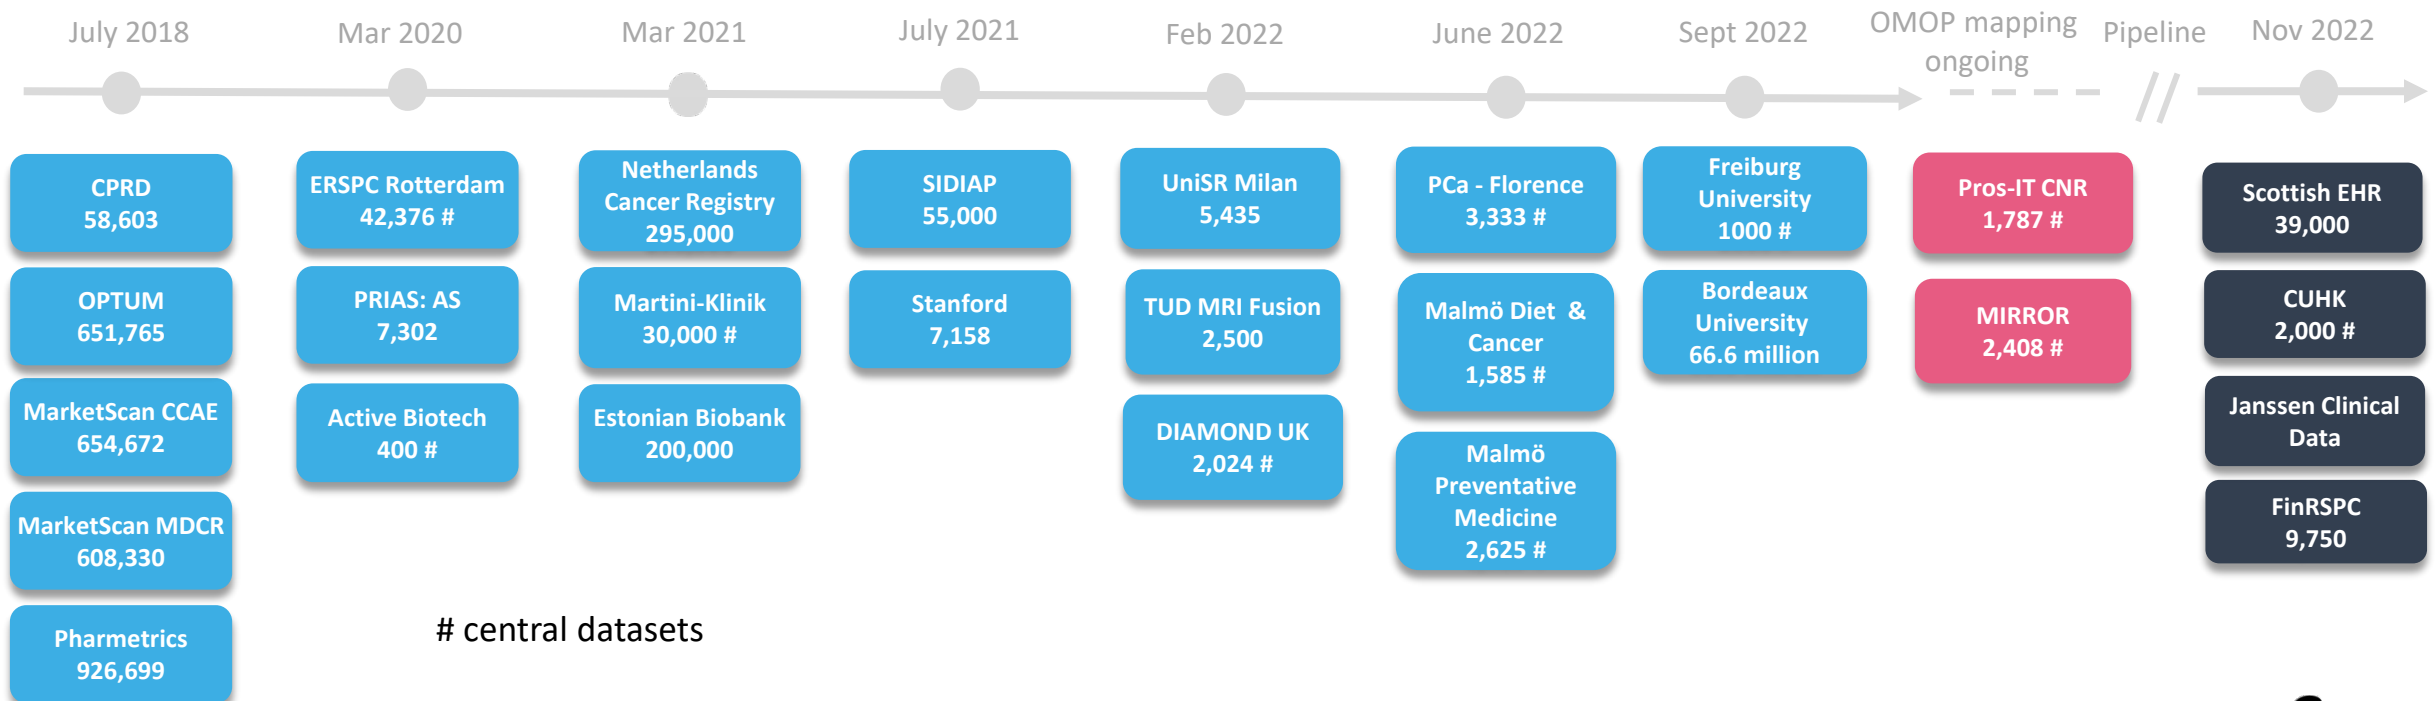 July 2018
Mar 2020
Mar 2021
July 2021
Feb 2022
June 2022
Sept 2022
OMOP mapping
ongoing
Pipeline
Nov 2022
CPRD
58,603
OPTUM
651,765
MarketScan CCAE
654,672
MarketScan MDCR
608,330
Pharmetrics
926,699
ERSPC Rotterdam
42,376 #
PRIAS: AS
7,302
Active Biotech
400 #
Netherlands
Cancer Registry
295,000
Martini-Klinik
30,000 #
Estonian Biobank
200,000
SIDIAP
55,000
Stanford
7,158
UniSR Milan
5,435
TUD MRI Fusion
2,500
DIAMOND UK
2,024 #
PCa - Florence
3,333 #
Malmö Diet &
Cancer
1,585 #
Malmö
Preventative
Medicine
2,625 #
Freiburg
University
1000 #
Bordeaux
University
66.6 million
Pros-IT CNR
1,787 #
MIRROR
2,408 #
Scottish EHR
39,000
CUHK
2,000 #
Janssen Clinical
Data
FinRSPC
9,750
# central datasets